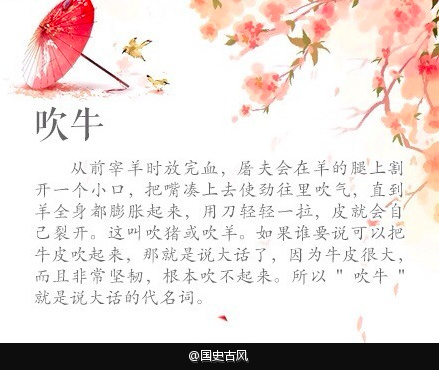 吹牛
从前宰羊时放完血，屠夫会在羊的腿上割
开一个小口，把嘴凑上去使劲往里吹气，直到
羊全身都膨胀起来，用刀轻轻一拉，皮就会自
己裂开。这叫吹猪或吹羊。如果谁要说可以把
牛皮吹起来，那就是说大话了，因为牛皮很大，
而且非常坚韧，根本吹不起来。所以＂吹牛＂
就是说大话的代名词。
@国史古风